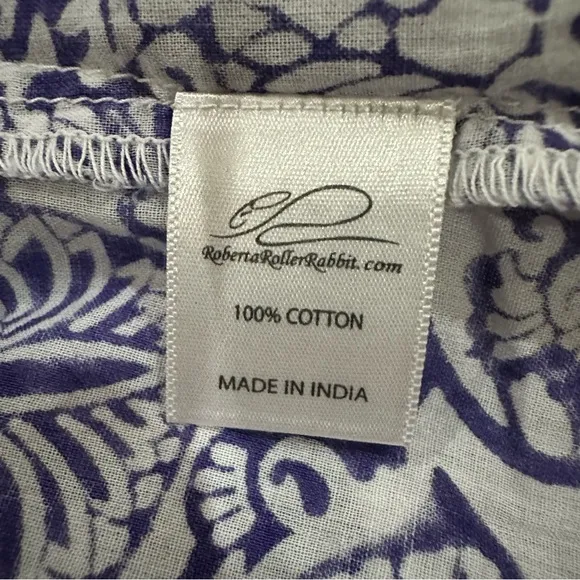 RobertaRollerRabbit.com
100% COTTON
MADE IN INDIA